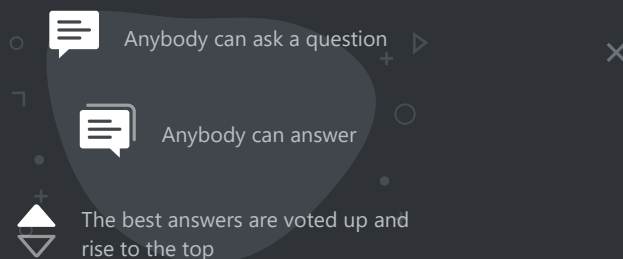 Anybody can ask a question
Anybody can answer
The best answers are voted up and
rise to the top